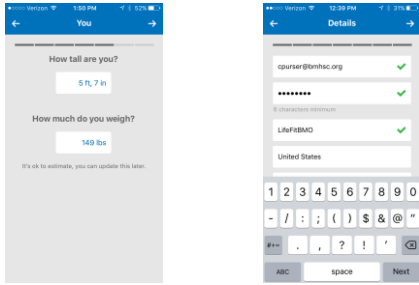 Verizon 1:50 PM 52%
You
How tall are you?
5 ft, 7 in
How much do you weigh?
149 lbs
It's ok to estimate, you can update this later.
Verizon 12:39 PM 31%
Details
cpurser@lbmhsc.org
6 characters minimum
LifeFitBMO
United States
1 2 3 4 5 6 7 8 9 0
- / : ; ( ) $ & @ "
#+= . , ? ! '
ABC space Next